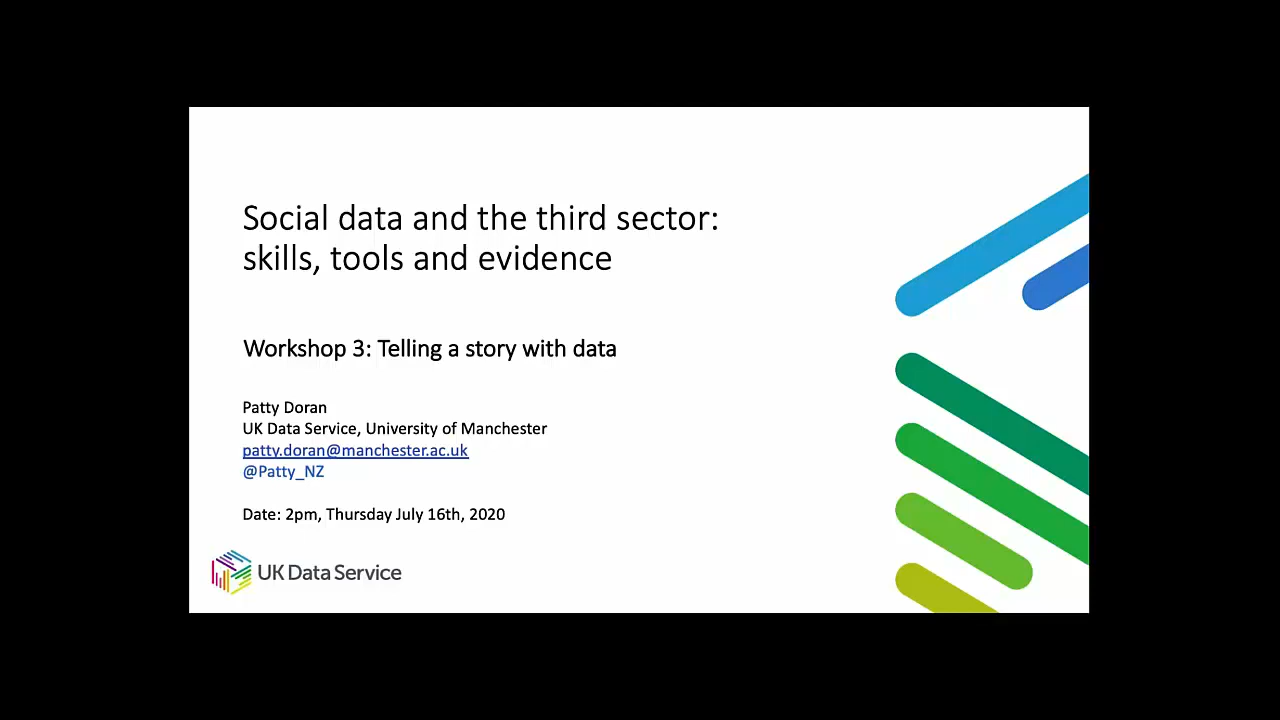 Social data and the third sector:
skills, tools and evidence
Workshop 3: Telling a story with data
Patty Doran
UK Data Service, University of Manchester
patty.doran@manchester.ac.uk
@Patty_NZ
Date: 2pm, Thursday July 16th, 2020
UK Data Service